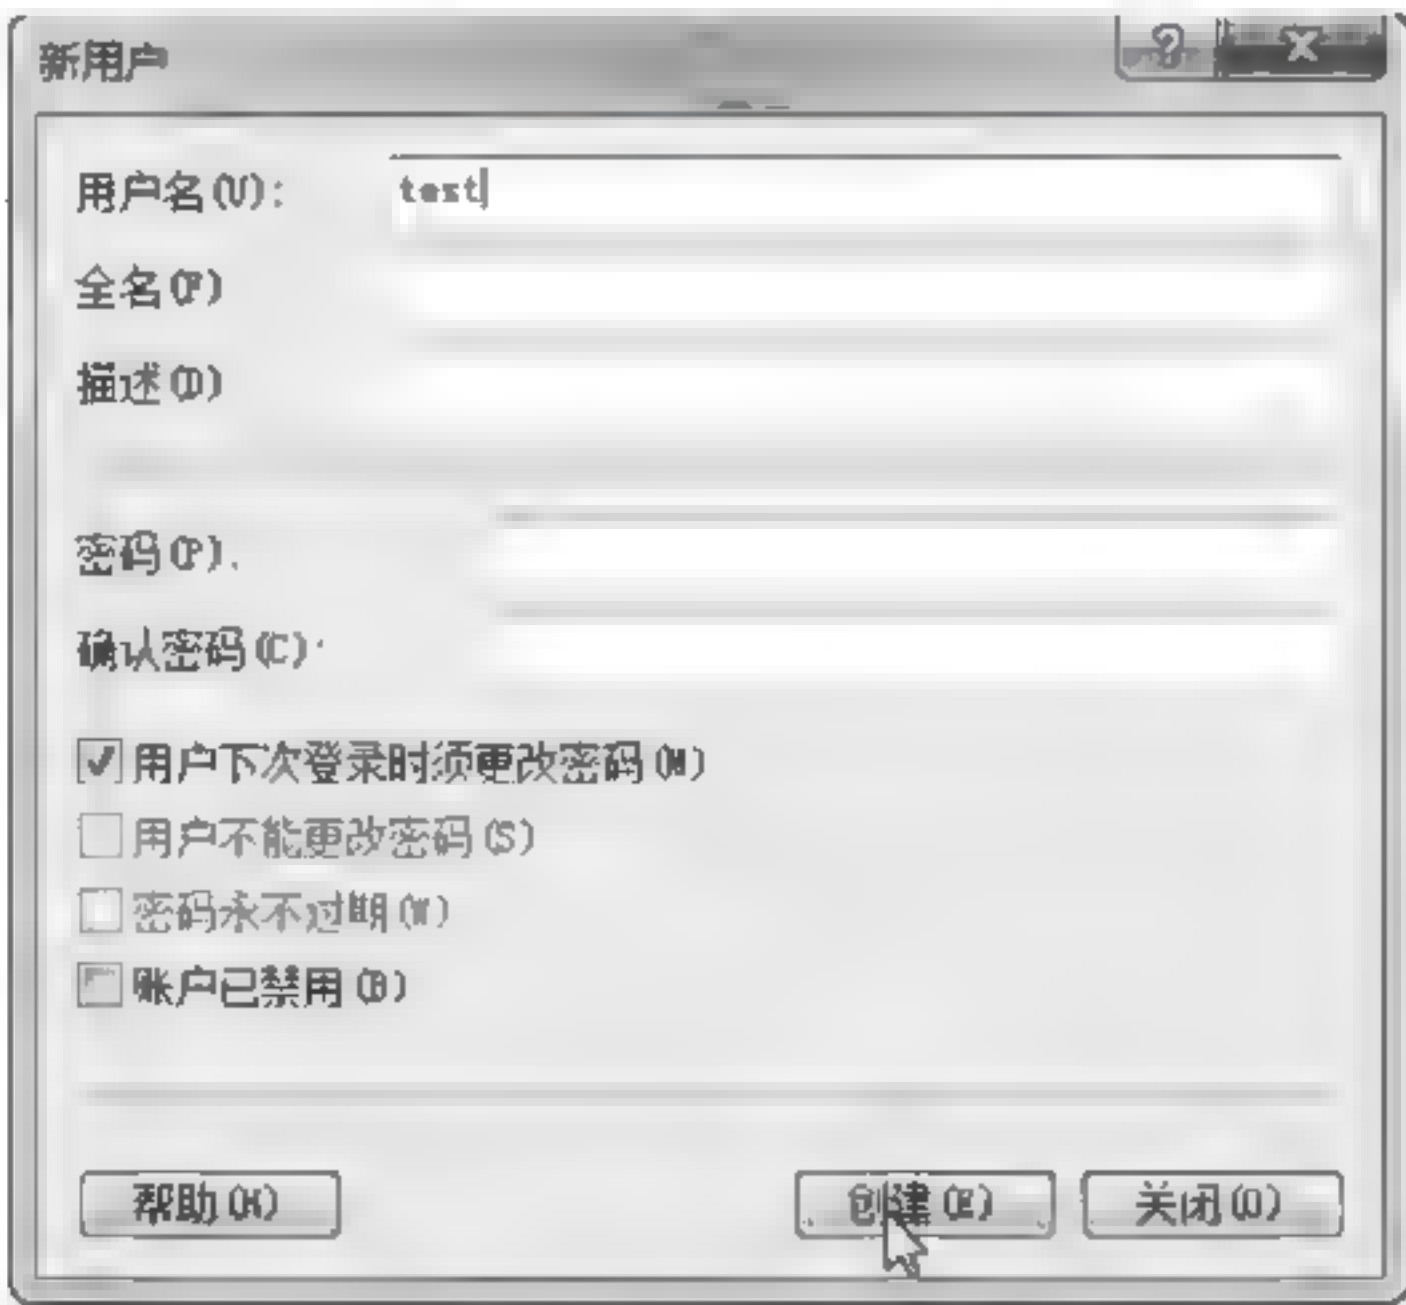 新用户
用户名(U): test
全名(F)
描述(D)
密码(P).
确认密码(C):
用户下次登录时须更改密码(M)
用户不能更改密码(S)
密码永不过期(W)
账户已禁用(B)
帮助(H) 创建(E) 关闭(O)